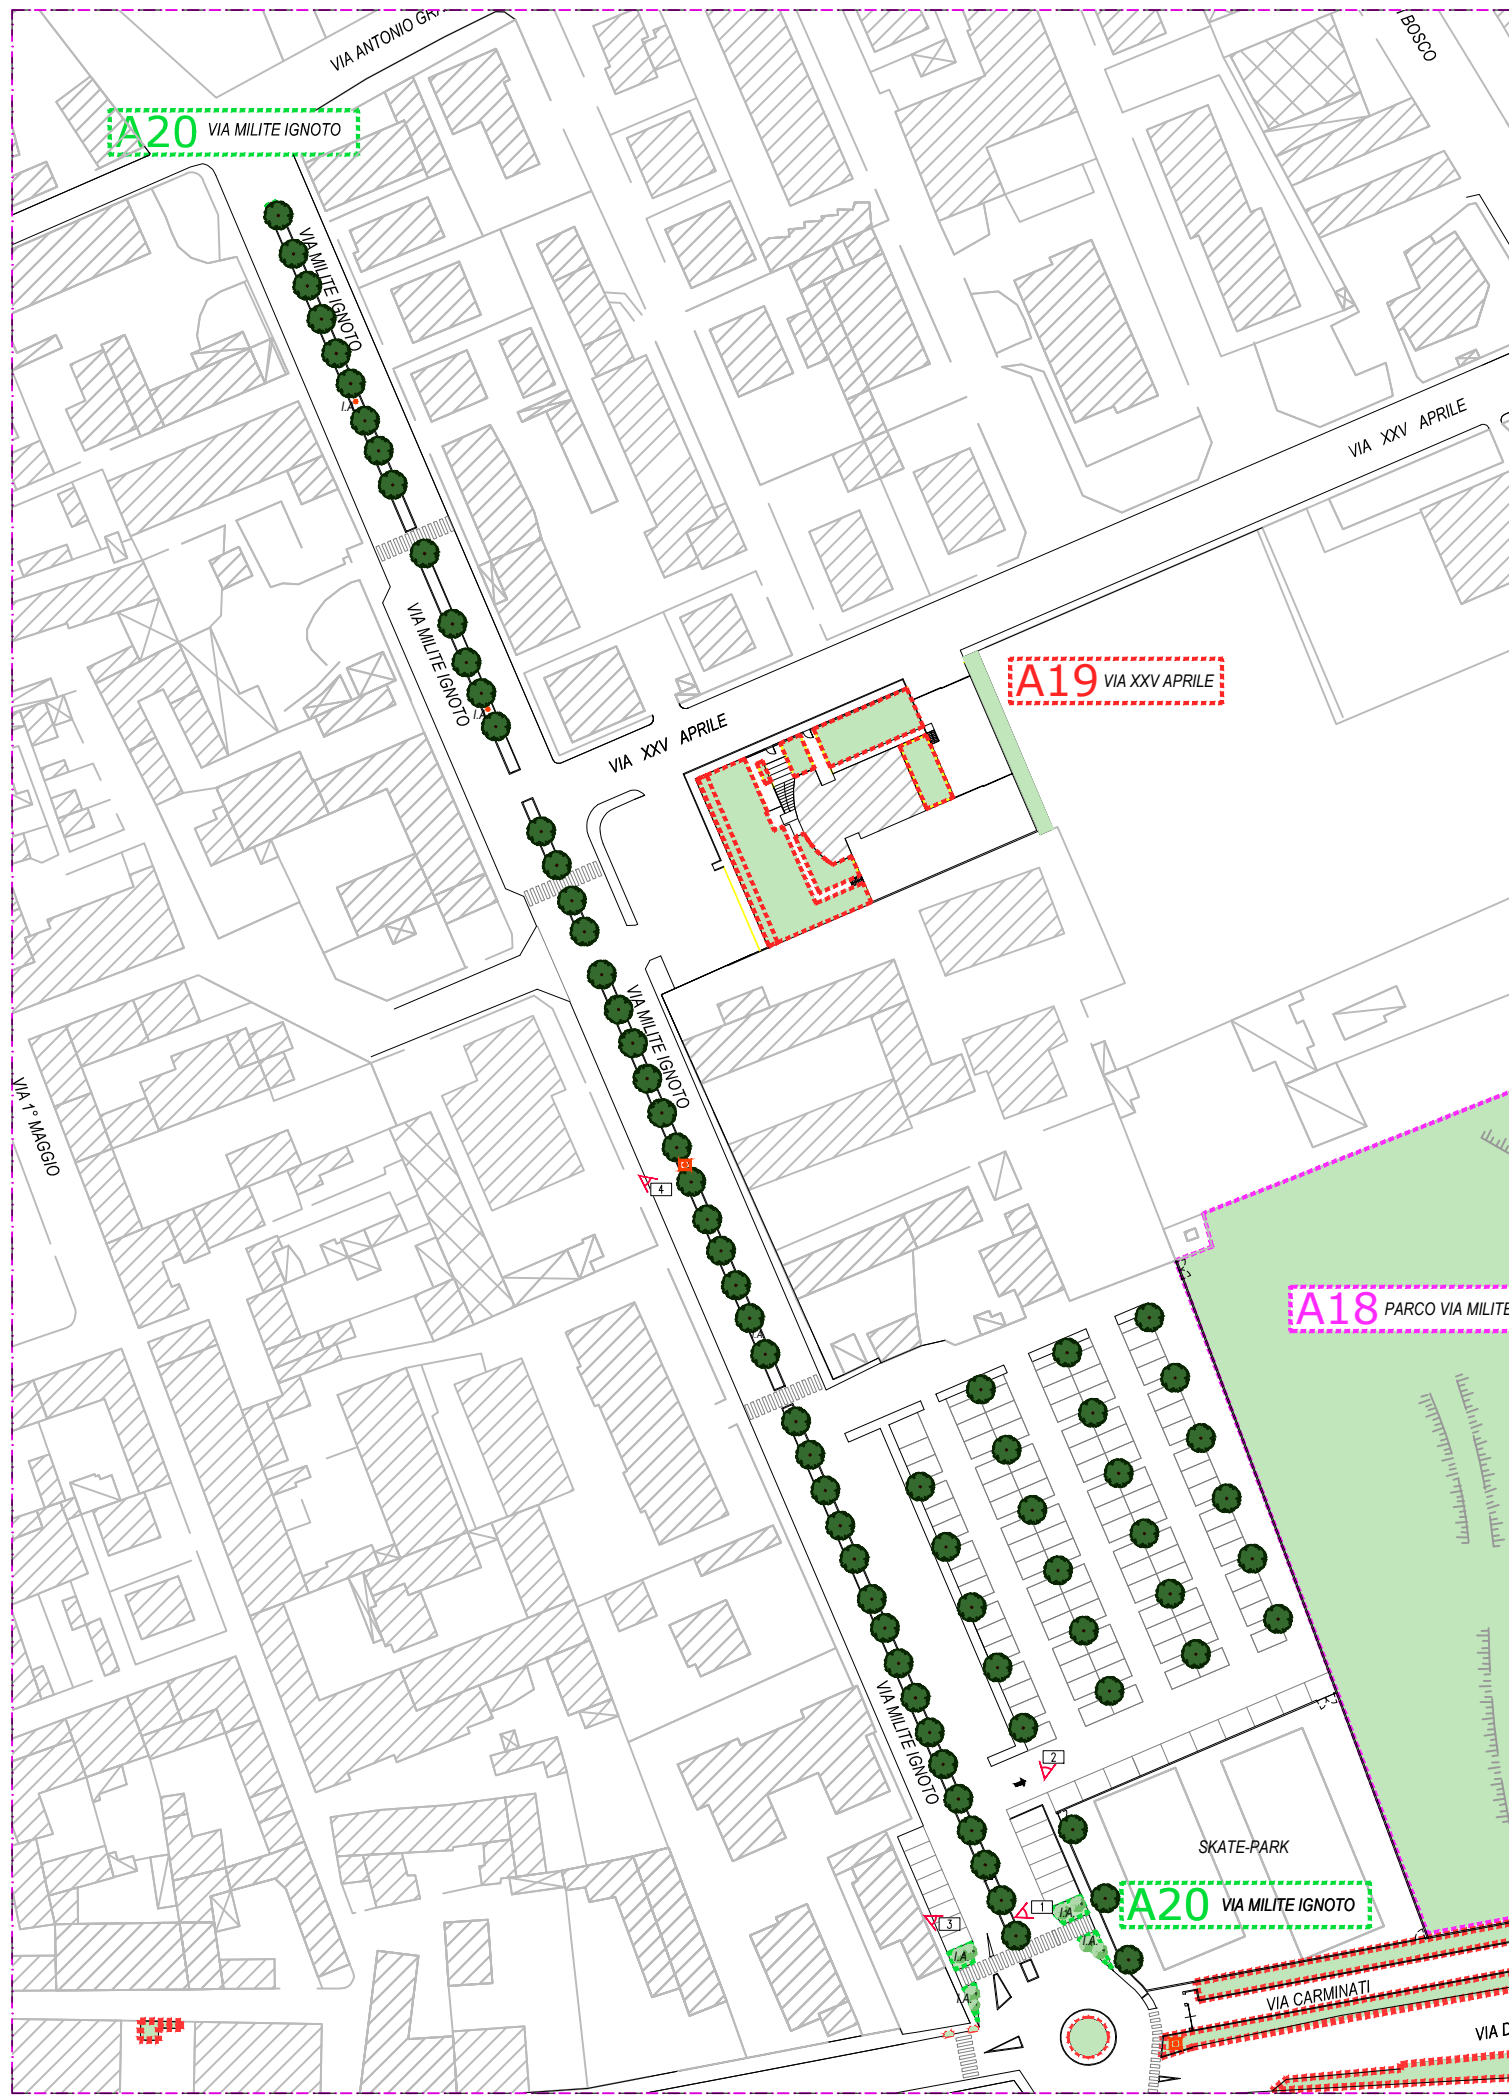 VIA ANTONIO GRA
BOSCO
A20 VIA MILITE IGNOTO
VIA MILITE IGNOTO
I.A.
VIA XXV APRILE
VIA MILITE IGNOTO
I.A.
A19 VIA XXV APRILE
VIA XXV APRILE
VIA MILITE IGNOTO
VIA 1° MAGGIO
4
A18 PARCO VIA MILITE
I.A.
VIA MILITE IGNOTO
2
SKATE-PARK
A20 VIA MILITE IGNOTO
1
I.A.
3
I.A.
I.A.
I.A.
VIA CARMINATI
VIA D